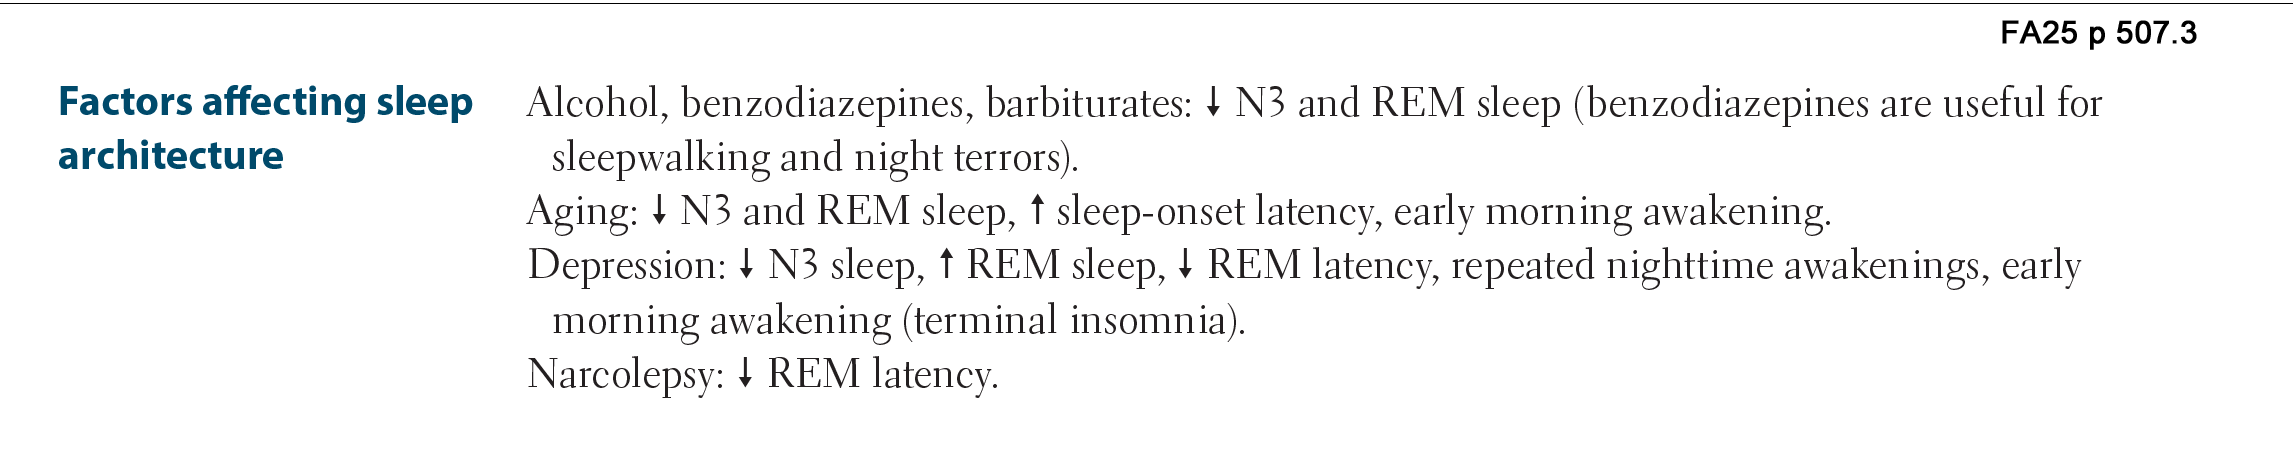 FA25 p 507.3
Factors affecting sleep
architecture
Alcohol, benzodiazepines, barbiturates: ↓ N3 and REM sleep (benzodiazepines are useful for
sleepwalking and night terrors).
Aging: ↓ N3 and REM sleep, ↑ sleep-onset latency, early morning awakening.
Depression: ↓ N3 sleep, ↑ REM sleep, ↓ REM latency, repeated nighttime awakenings, early
morning awakening (terminal insomnia).
Narcolepsy: ↓ REM latency.